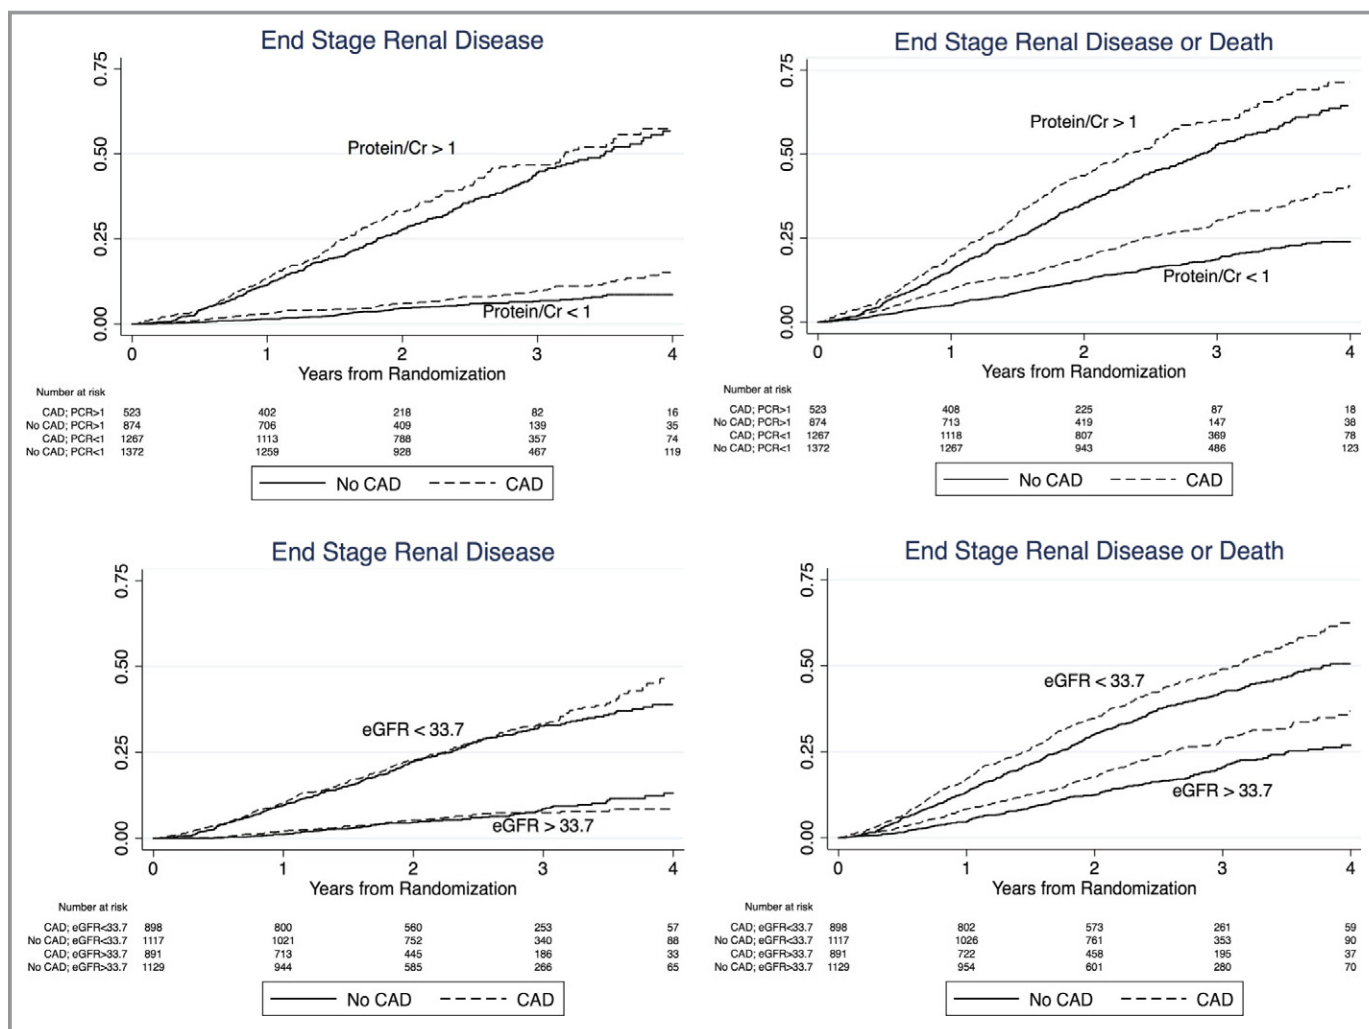 End Stage Renal Disease
0.75
0.50
0.25
0.00
Protein/Cr > 1
Protein/Cr < 1
0 1 2 3 4
Years from Randomization
Number at risk
CAD; PCR>1 523 402 218 82 16
No CAD; PCR>1 874 706 409 139 35
CAD; PCR<1 1267 1113 788 357 74
No CAD; PCR<1 1372 1259 928 467 119
No CAD CAD
End Stage Renal Disease or Death
0.75
0.50
0.25
0.00
Protein/Cr > 1
Protein/Cr < 1
0 1 2 3 4
Years from Randomization
Number at risk
CAD; PCR>1 523 408 225 87 18
No CAD; PCR>1 874 713 419 147 38
CAD; PCR<1 1267 1118 807 369 78
No CAD; PCR<1 1372 1267 943 486 123
No CAD CAD
End Stage Renal Disease
0.75
0.50
0.25
0.00
eGFR < 33.7
eGFR > 33.7
0 1 2 3 4
Years from Randomization
Number at risk
CAD; eGFR<33.7 898 800 560 253 57
No CAD; eGFR<33.7 1117 1021 752 340 88
CAD; eGFR>33.7 891 713 445 186 33
No CAD; eGFR>33.7 1129 944 585 266 65
No CAD CAD
End Stage Renal Disease or Death
0.75
0.50
0.25
0.00
eGFR < 33.7
eGFR > 33.7
0 1 2 3 4
Years from Randomization
Number at risk
CAD; eGFR<33.7 898 802 573 261 59
No CAD; eGFR<33.7 1117 1026 761 353 90
CAD; eGFR>33.7 891 722 458 195 37
No CAD; eGFR>33.7 1129 954 601 280 70
No CAD CAD